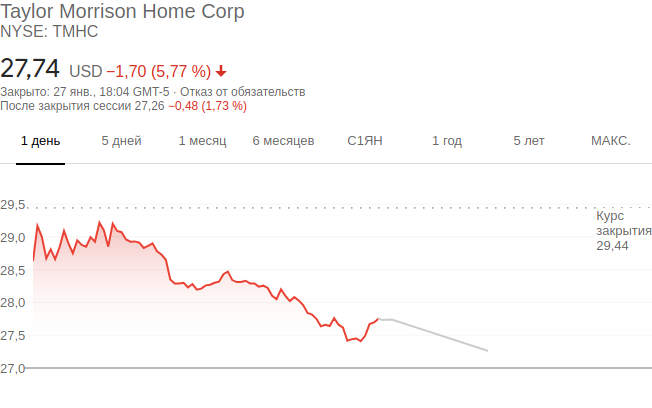 Taylor Morrison Home Corp
NYSE: TMHC
27,74 USD −1,70 (5,77 %)
Закрыто: 27 янв., 18:04 GMT-5 · Отказ от обязательств
После закрытия сессии 27,26 −0,48 (1,73 %)
1 день 5 дней 1 месяц 6 месяцев С1ЯН 1 год 5 лет МАКС.
29,5
Курс
закрытия
29,44
29,0
28,5
28,0
27,5
27,0